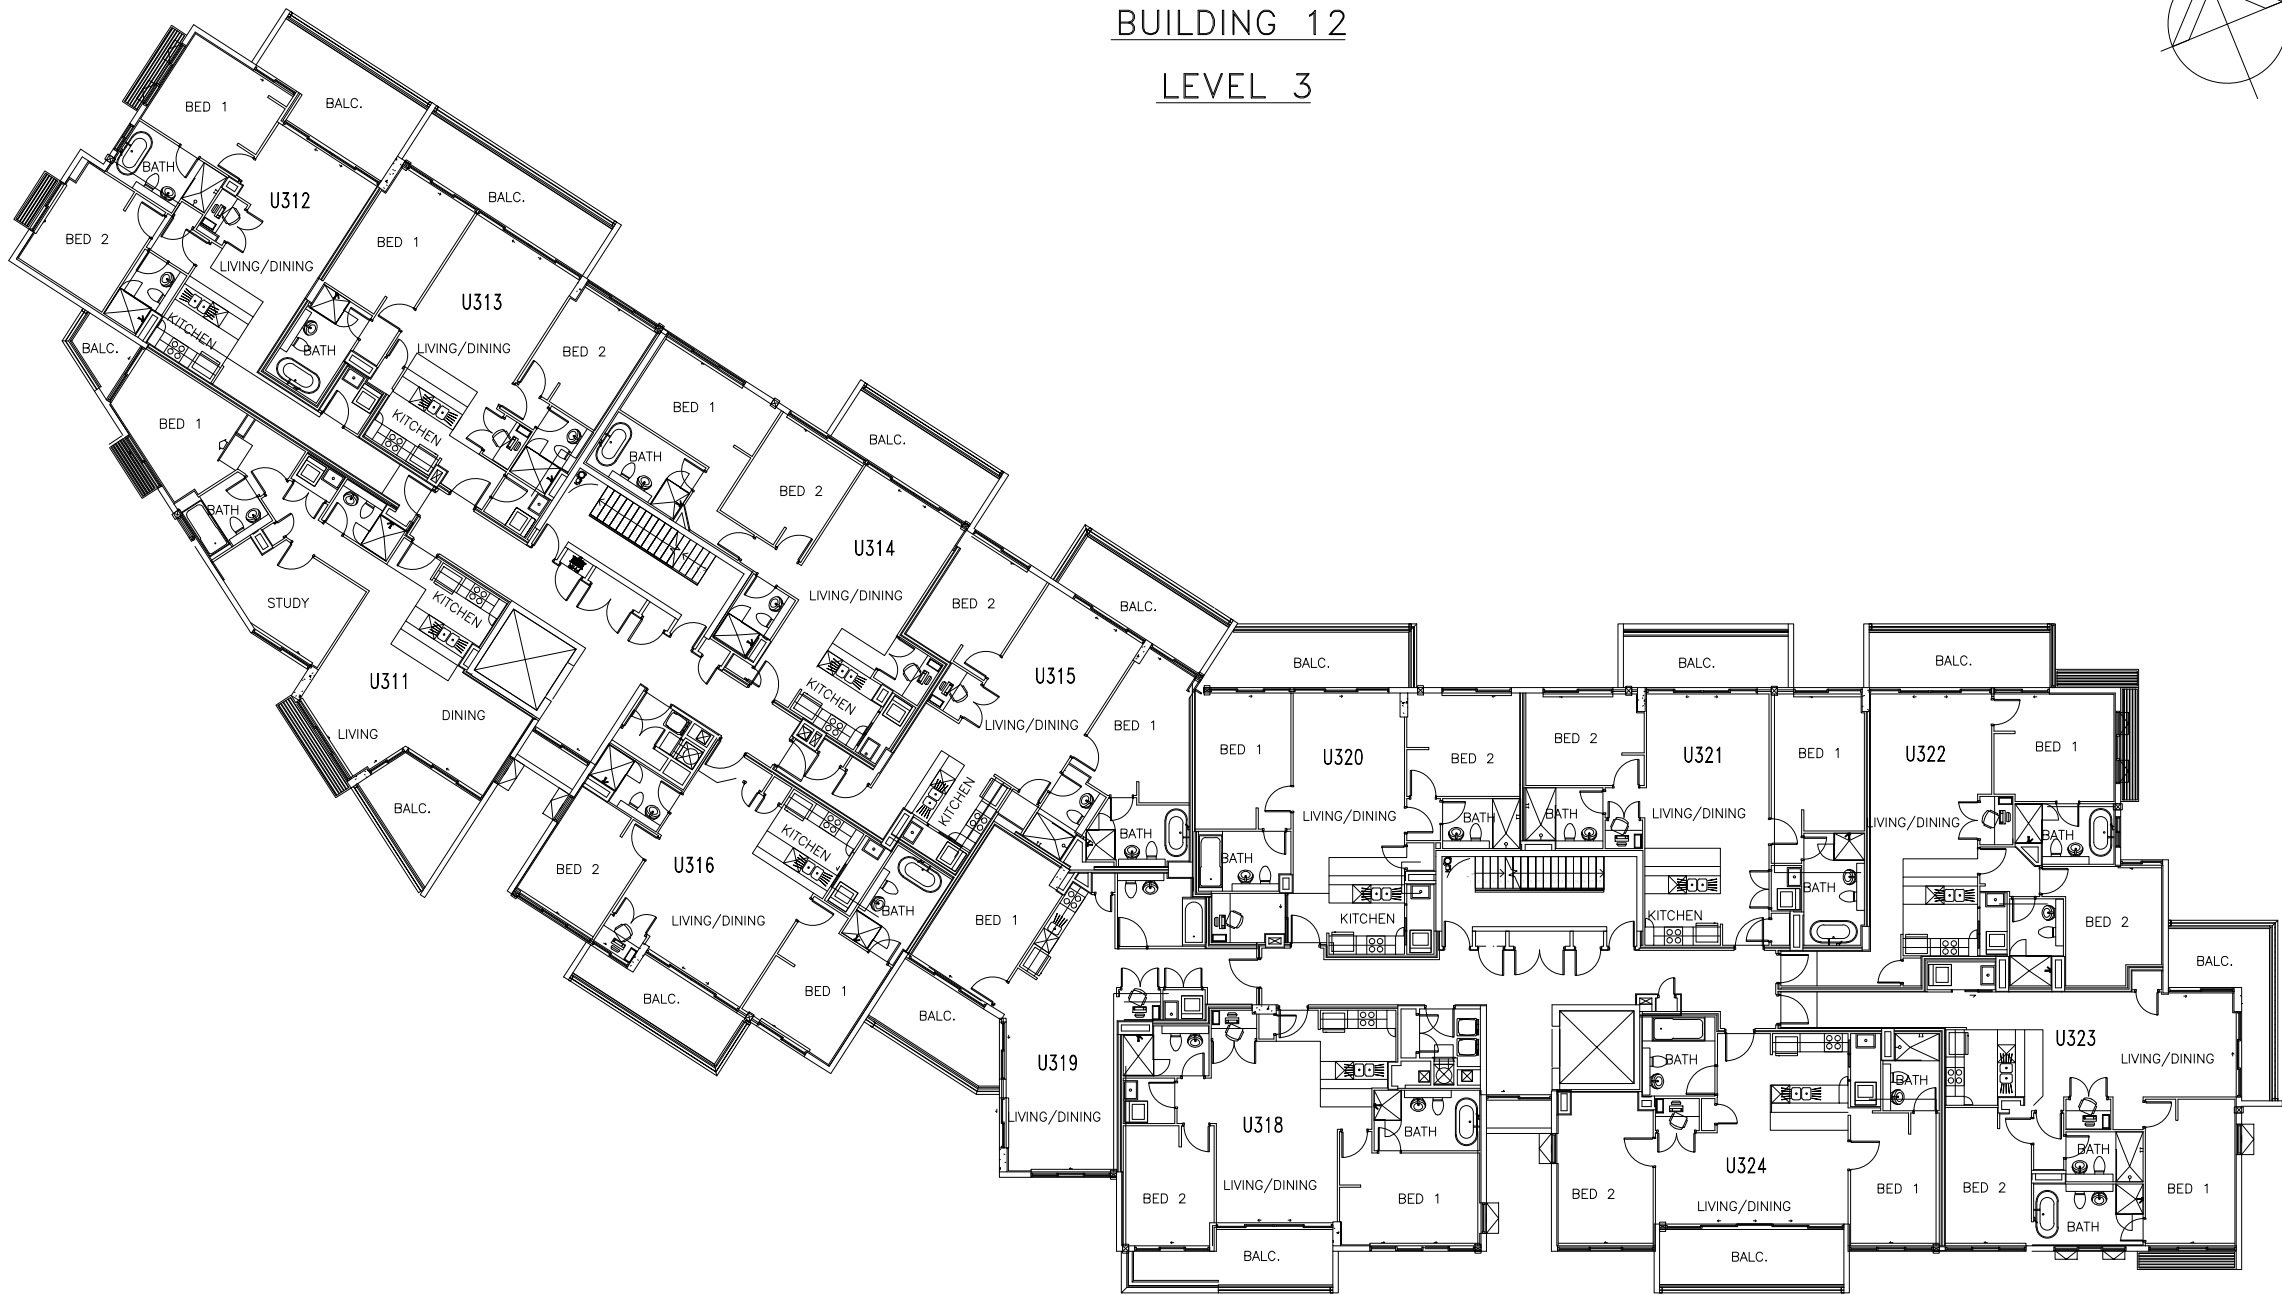 BUILDING 12
LEVEL 3
BED 1
BALC.
BATH
U312
BED 2
LIVING/DINING
KITCHEN
BALC.
BED 1
U313
BATH
LIVING/DINING
BED 2
KITCHEN
BALC.
BED 1
BATH
STUDY
KITCHEN
U311
DINING
LIVING
BALC.
BED 1
BATH
BALC.
BED 2
U314
LIVING/DINING
KITCHEN
BALC.
BED 2
U315
LIVING/DINING
BED 1
KITCHEN
BATH
KITCHEN
BED 2
U316
BATH
LIVING/DINING
BED 1
BALC.
BED 1
BALC.
U319
LIVING/DINING
BALC.
BED 1
U320
BED 2
LIVING/DINING
BATH
BATH
KITCHEN
BALC.
BED 2
U321
BED 1
LIVING/DINING
BATH
BATH
KITCHEN
BALC.
U322
BED 1
LIVING/DINING
BATH
BED 2
BALC.
U323
LIVING/DINING
BATH
BED 2
BED 1
BATH
U318
BATH
BED 2
LIVING/DINING
BED 1
BALC.
BATH
BATH
U324
BED 2
BED 1
LIVING/DINING
BALC.